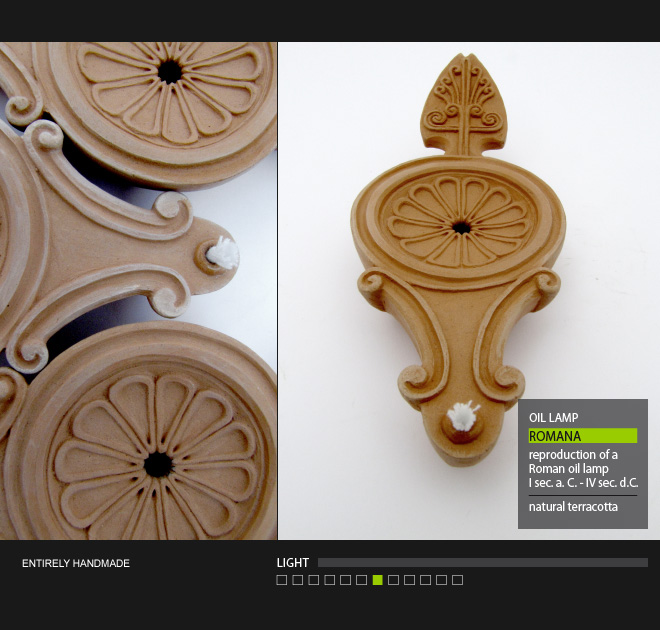 OIL LAMP
ROMANA
reproduction of a
Roman oil lamp
I sec. a. C. - IV sec. d.C.
natural terracotta
ENTIRELY HANDMADE
LIGHT